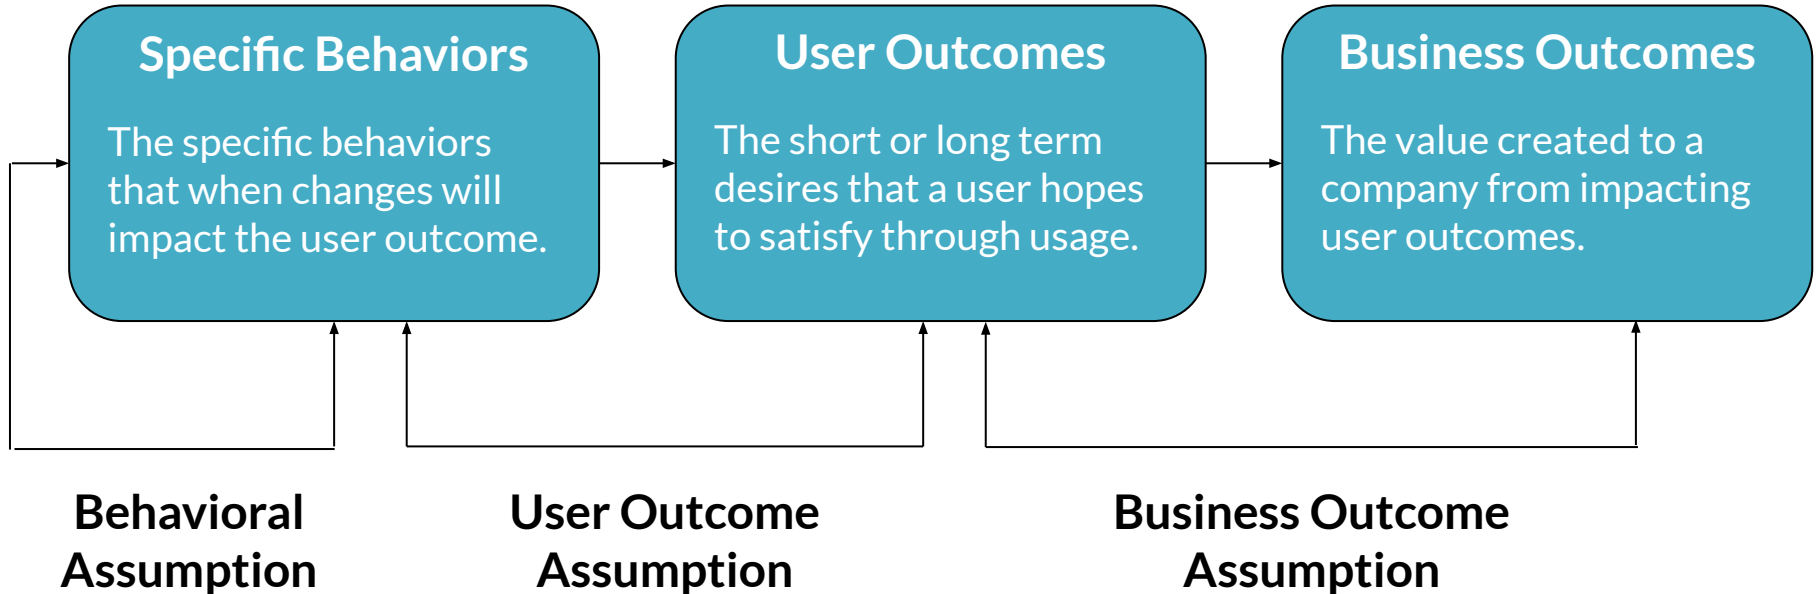 Specific Behaviors
The specific behaviors
that when changes will
impact the user outcome.
User Outcomes
The short or long term
desires that a user hopes
to satisfy through usage.
Business Outcomes
The value created to a
company from impacting
user outcomes.
Behavioral
Assumption
User Outcome
Assumption
Business Outcome
Assumption